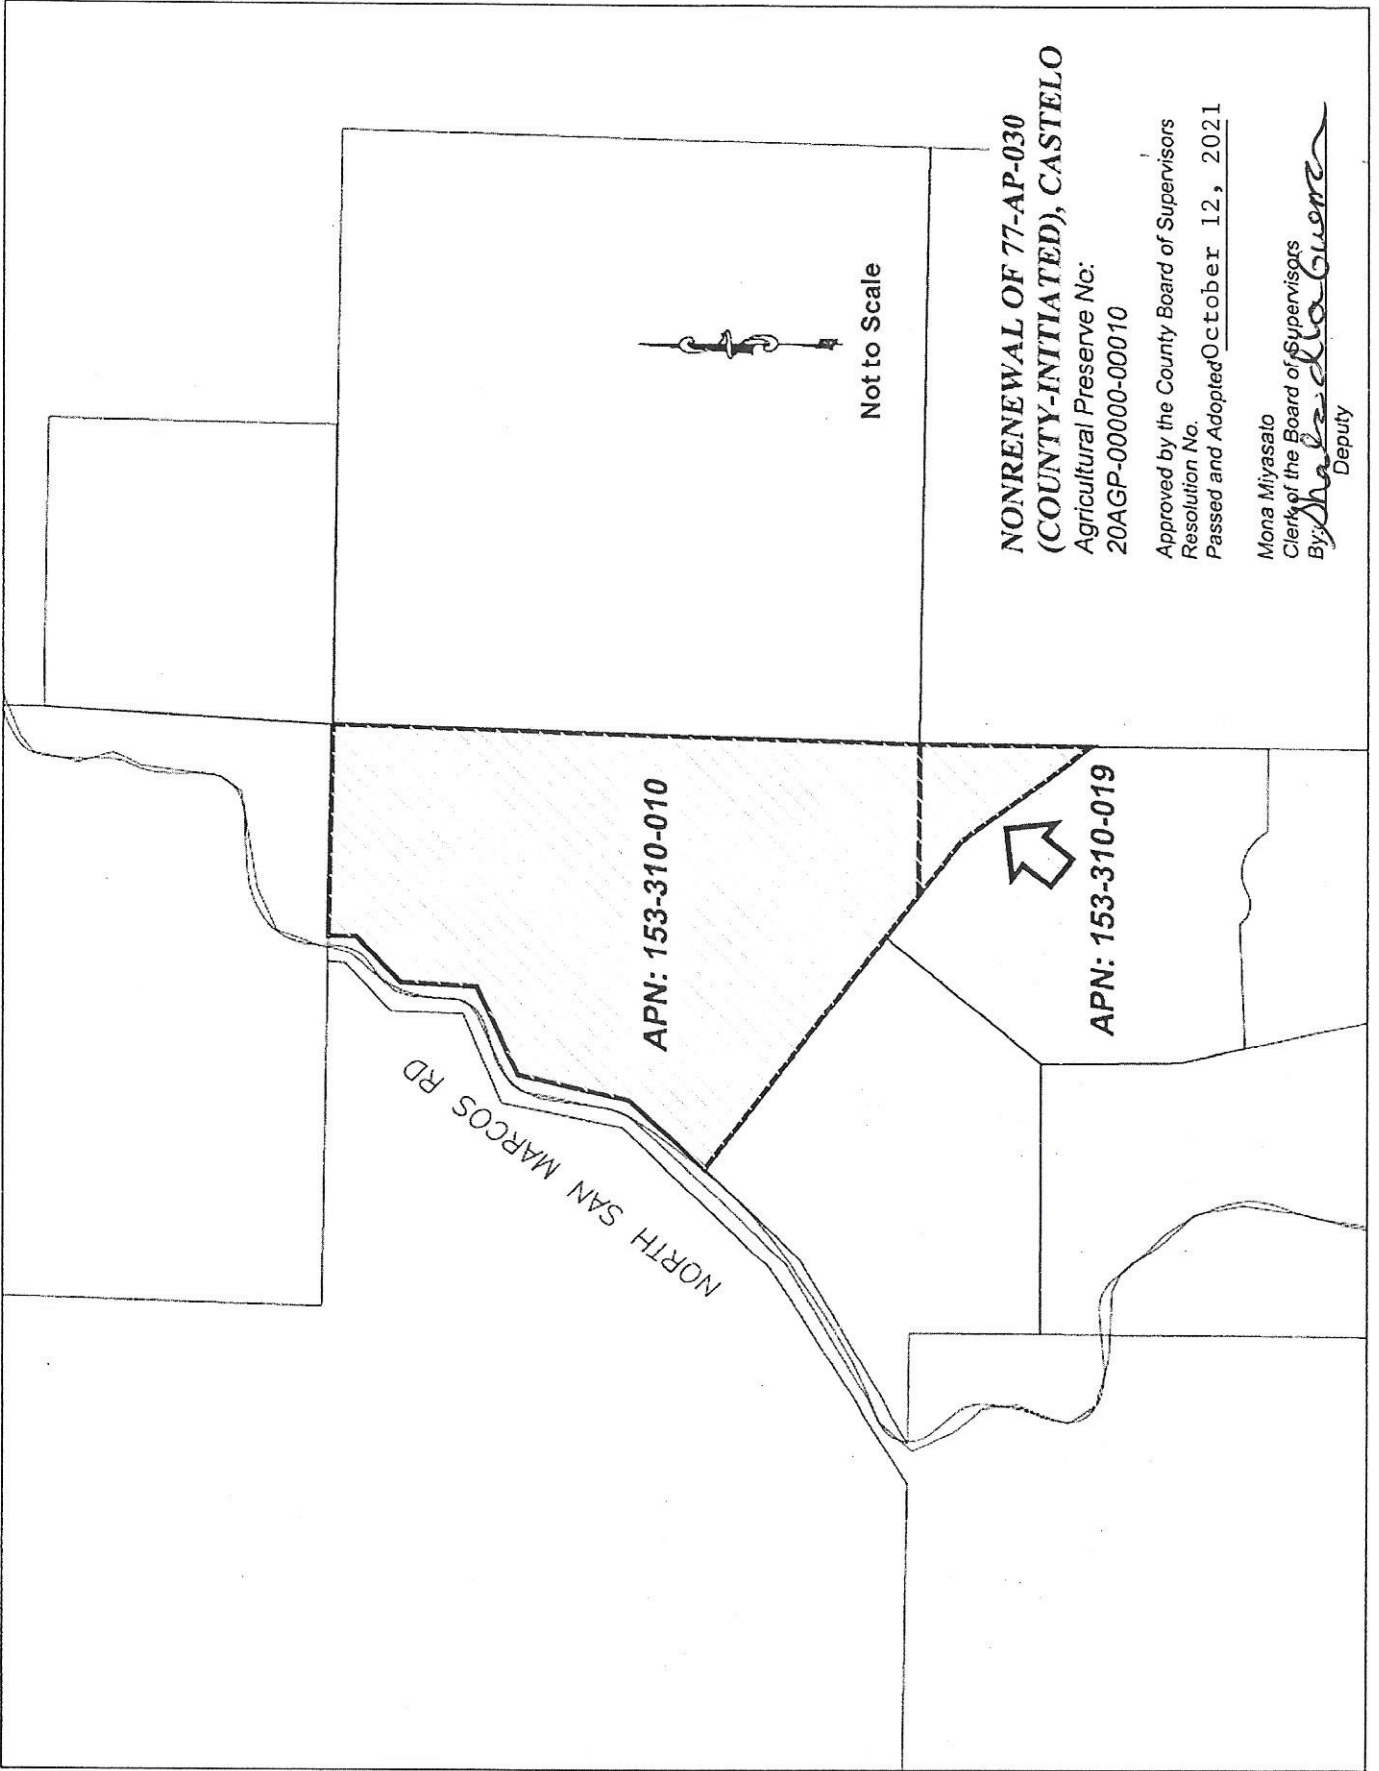 NORTH SAN MARCOS RD
APN: 153-310-010
APN: 153-310-019
Not to Scale
NONRENEWAL OF 77-AP-030
(COUNTY-INITIATED), CASTELO
Agricultural Preserve No:
20AGP-00000-00010
Approved by the County Board of Supervisors
Resolution No.
Passed and Adopted October 12, 2021
Mona Miyasato
Clerk of the Board of Supervisors
By:
Deputy